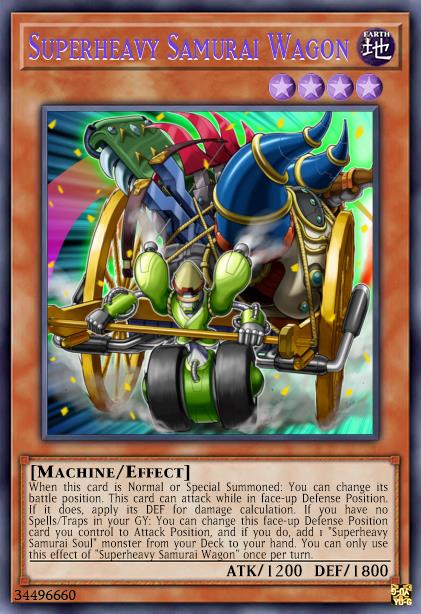 SUPERHEAVY SAMURAI WAGON
EARTH
地
[MACHINE/EFFECT]
When this card is Normal or Special Summoned: You can change its
battle position. This card can attack while in face-up Defense Position.
If it does, apply its DEF for damage calculation. If you have no
Spells/Traps in your GY: You can change this face-up Defense Position
card you control to Attack Position, and if you do, add 1 "Superheavy
Samurai Soul" monster from your Deck to your hand. You can only use
this effect of "Superheavy Samurai Wagon" once per turn.
ATK/1200 DEF/1800
34496660